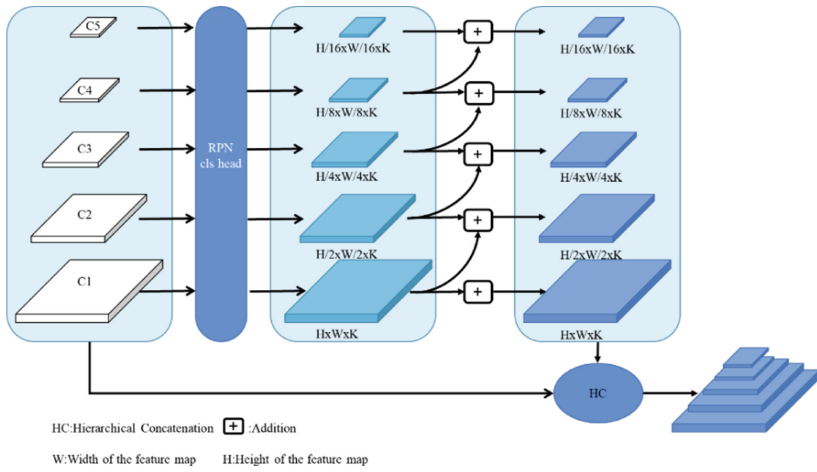 C5
H/16xW/16xK
H/16xW/16xK
C4
H/8xW/8xK
H/8xW/8xK
RPN
cls head
C3
H/4xW/4xK
H/4xW/4xK
C2
H/2xW/2xK
H/2xW/2xK
C1
HxWxK
HxWxK
HC
HC:Hierarchical Concatenation + :Addition
W:Width of the feature map H:Height of the feature map